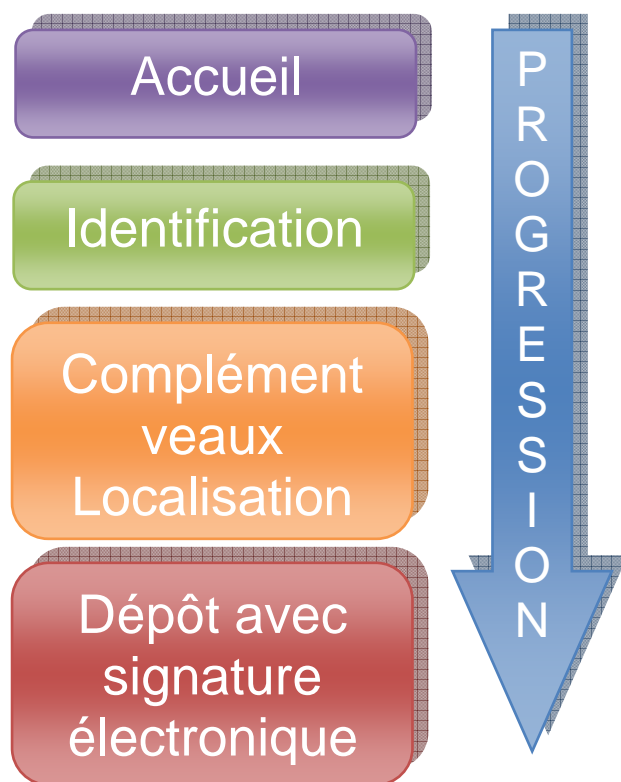 Accueil
Identification
Complément
veaux
Localisation
Dépôt avec
signature
électronique
P
R
O
G
R
E
S
S
I
O
N